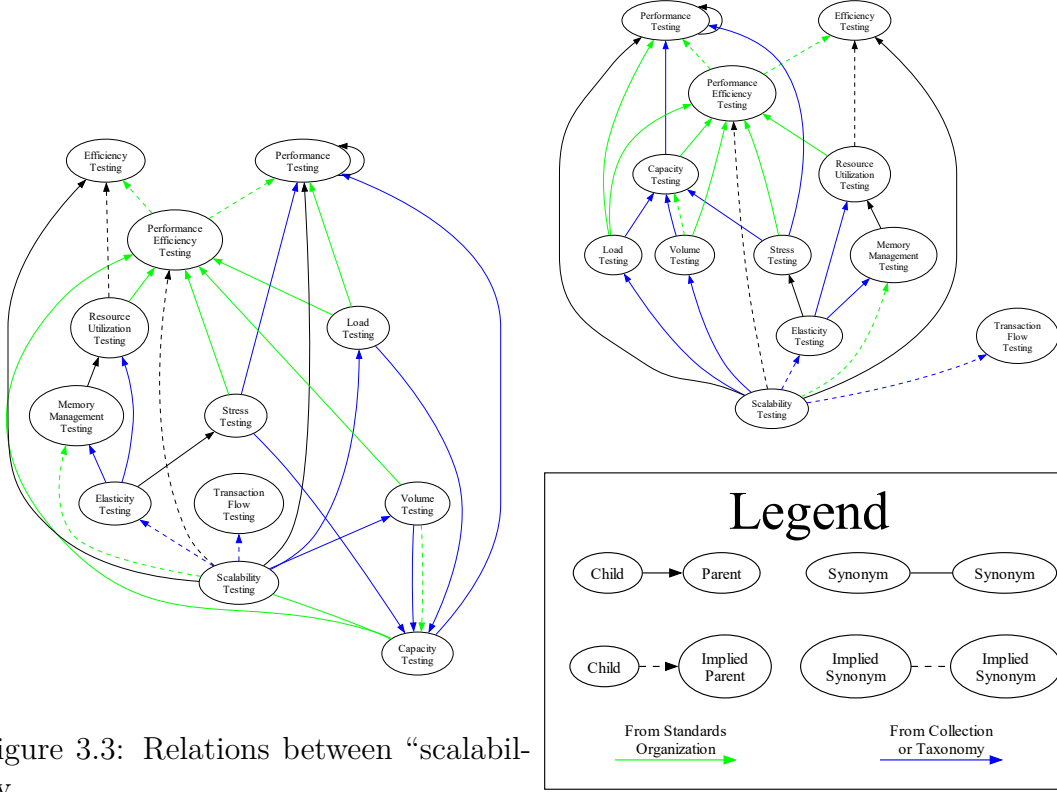 Efficiency
Testing
Performance
Testing
Performance
Efficiency
Testing
Resource
Utilization
Testing
Load
Testing
Memory
Management
Testing
Stress
Testing
Elasticity
Testing
Transaction
Flow
Testing
Volume
Testing
Scalability
Testing
Capacity
Testing
igure 3.3: Relations between “scalabil-
Performance
Testing
Efficiency
Testing
Performance
Efficiency
Testing
Capacity
Testing
Resource
Utilization
Testing
Load
Testing
Volume
Testing
Stress
Testing
Memory
Management
Testing
Elasticity
Testing
Transaction
Flow
Testing
Scalability
Testing
Legend
Child
Parent
Synonym
Synonym
Child
Implied
Parent
Implied
Synonym
Implied
Synonym
From Standards
Organization
From Collection
or Taxonomy